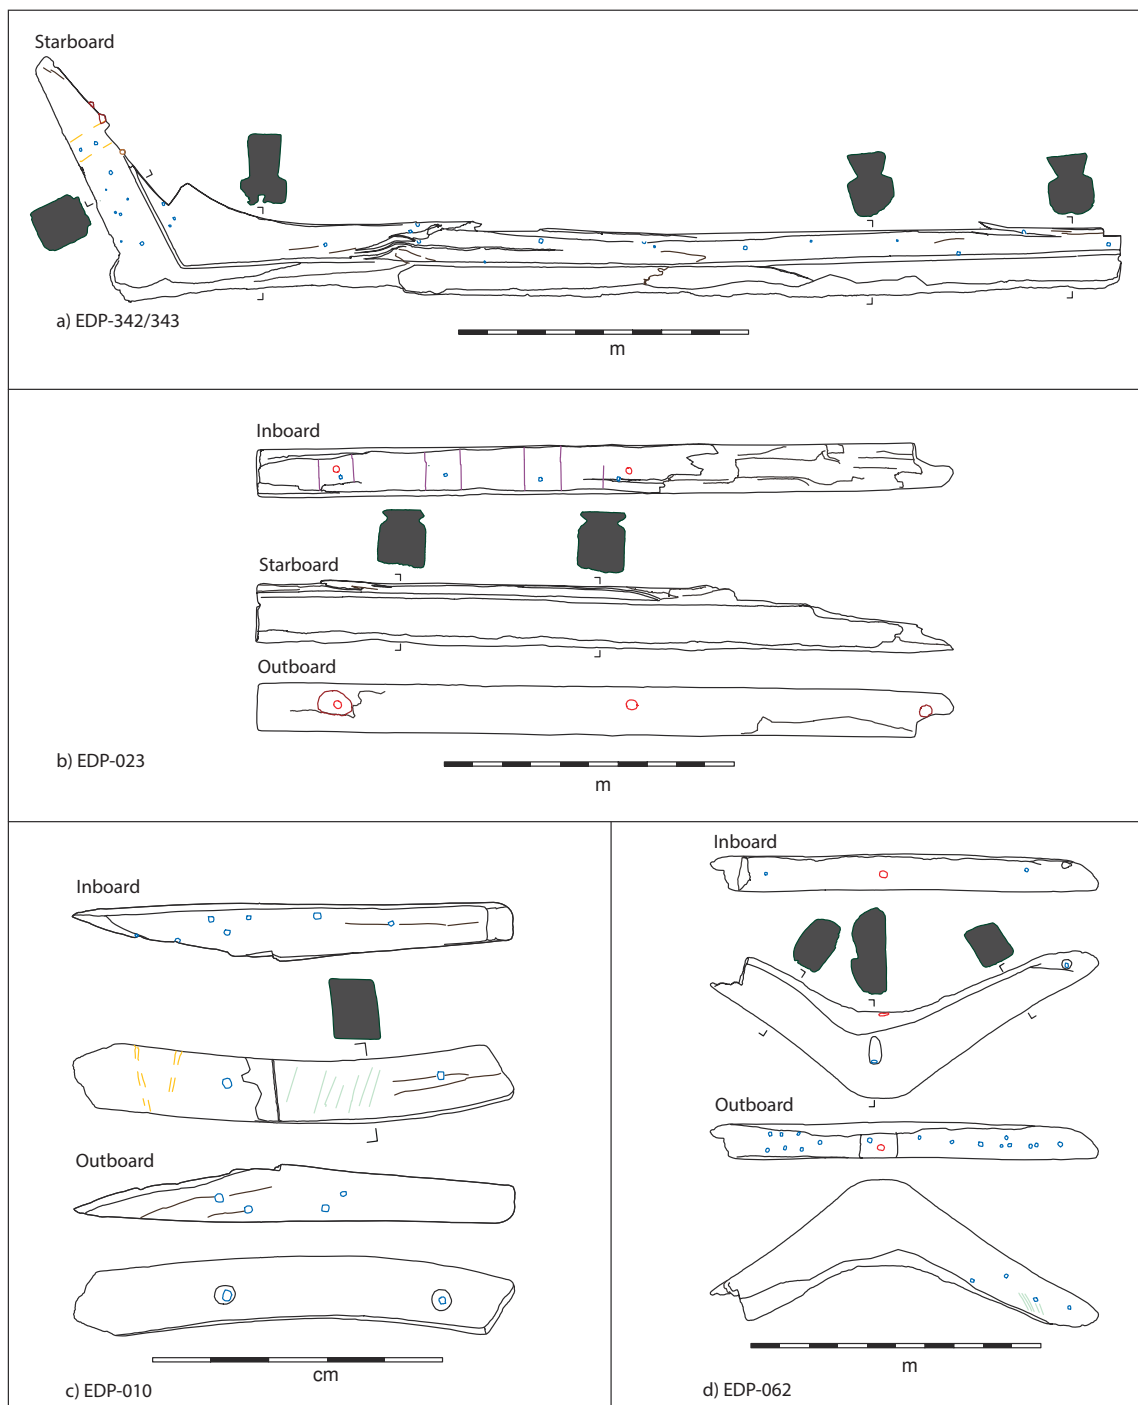 Starboard
a) EDP-342/343
m
Inboard
Starboard
Outboard
b) EDP-023
m
Inboard
Outboard
cm
c) EDP-010
Inboard
Outboard
m
d) EDP-062